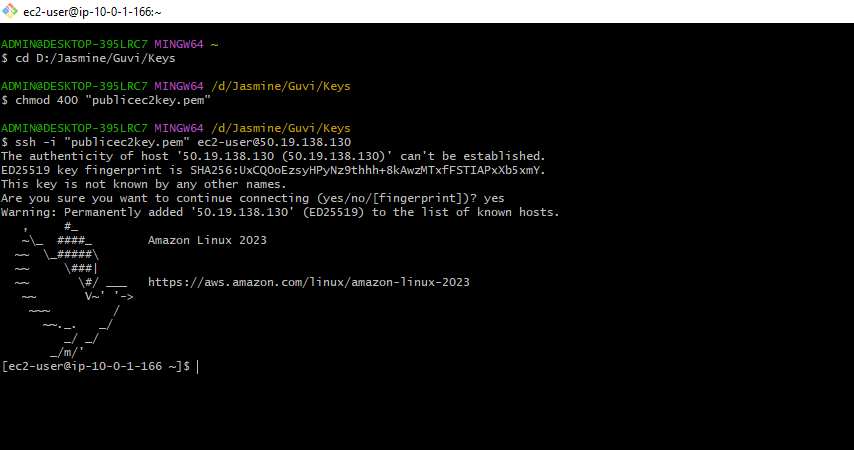 ec2-user@ip-10-0-1-166:~
ADMIN@DESKTOP-395LRC7 MINGW64 ~
$ cd D:/Jasmine/Guvi/Keys
ADMIN@DESKTOP-395LRC7 MINGW64 /d/Jasmine/Guvi/Keys
$ chmod 400 "publicec2key.pem"
ADMIN@DESKTOP-395LRC7 MINGW64 /d/Jasmine/Guvi/Keys
$ ssh -i "publicec2key.pem" ec2-user@50.19.138.130
The authenticity of host '50.19.138.130 (50.19.138.130)' can't be established.
ED25519 key fingerprint is SHA256:UxCQOoEzsyHPyNz9thhh+8kAwzMTxfFSTIAPxXb5xmY.
This key is not known by any other names.
Are you sure you want to continue connecting (yes/no/[fingerprint])? yes
Warning: Permanently added '50.19.138.130' (ED25519) to the list of known hosts.
   ,     #_
   ~\_  ####_        Amazon Linux 2023
  ~~  \_#####\
  ~~     \###|
  ~~       \#/ ___   https://aws.amazon.com/linux/amazon-linux-2023
   ~~       V~' '->
    ~~~         /
      ~~._.   _/
         _/ _/
       _/m/'
[ec2-user@ip-10-0-1-166 ~]$